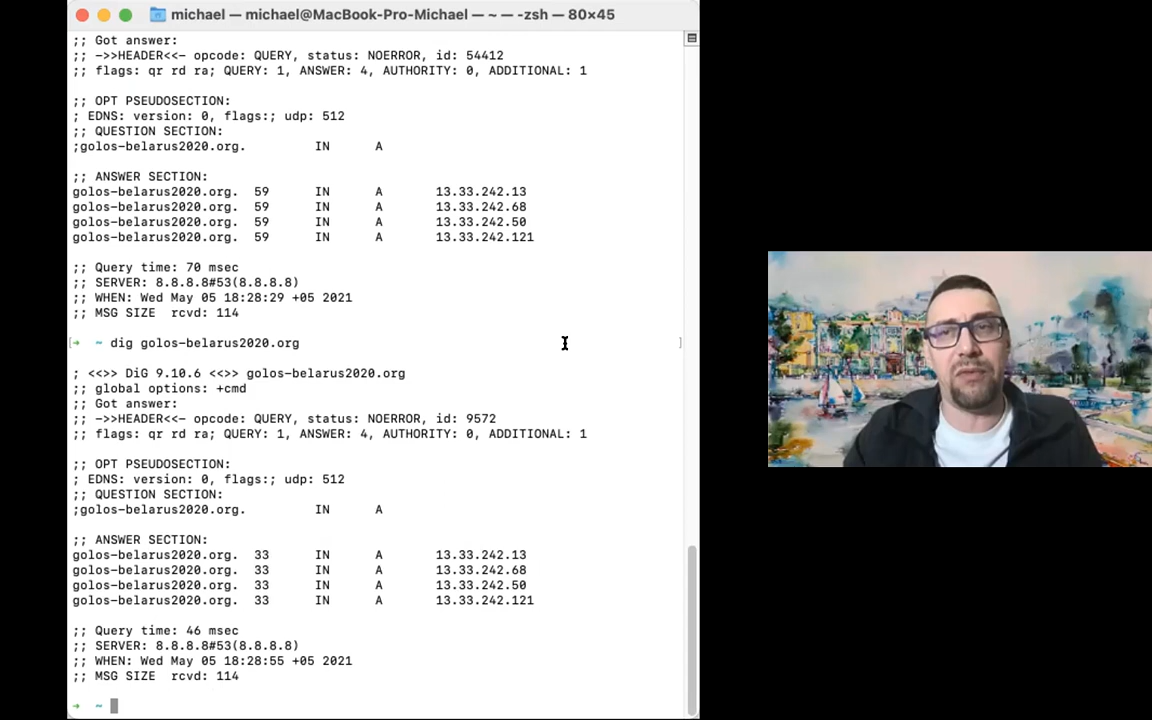 michael — michael@MacBook-Pro-Michael — ~ — -zsh — 80×45
;; Got answer:
;; ->>HEADER<<- opcode: QUERY, status: NOERROR, id: 54412
;; flags: qr rd ra; QUERY: 1, ANSWER: 4, AUTHORITY: 0, ADDITIONAL: 1
;; OPT PSEUDOSECTION:
; EDNS: version: 0, flags:; udp: 512
;; QUESTION SECTION:
;golos-belarus2020.org. IN A
;; ANSWER SECTION:
golos-belarus2020.org. 59 IN A 13.33.242.13
golos-belarus2020.org. 59 IN A 13.33.242.68
golos-belarus2020.org. 59 IN A 13.33.242.50
golos-belarus2020.org. 59 IN A 13.33.242.121
;; Query time: 70 msec
;; SERVER: 8.8.8.8#53(8.8.8.8)
;; WHEN: Wed May 05 18:28:29 +05 2021
;; MSG SIZE rcvd: 114
[➜ ~ dig golos-belarus2020.org ]
; <<>> DiG 9.10.6 <<>> golos-belarus2020.org
;; global options: +cmd
;; Got answer:
;; ->>HEADER<<- opcode: QUERY, status: NOERROR, id: 9572
;; flags: qr rd ra; QUERY: 1, ANSWER: 4, AUTHORITY: 0, ADDITIONAL: 1
;; OPT PSEUDOSECTION:
; EDNS: version: 0, flags:; udp: 512
;; QUESTION SECTION:
;golos-belarus2020.org. IN A
;; ANSWER SECTION:
golos-belarus2020.org. 33 IN A 13.33.242.13
golos-belarus2020.org. 33 IN A 13.33.242.68
golos-belarus2020.org. 33 IN A 13.33.242.50
golos-belarus2020.org. 33 IN A 13.33.242.121
;; Query time: 46 msec
;; SERVER: 8.8.8.8#53(8.8.8.8)
;; WHEN: Wed May 05 18:28:55 +05 2021
;; MSG SIZE rcvd: 114
➜ ~